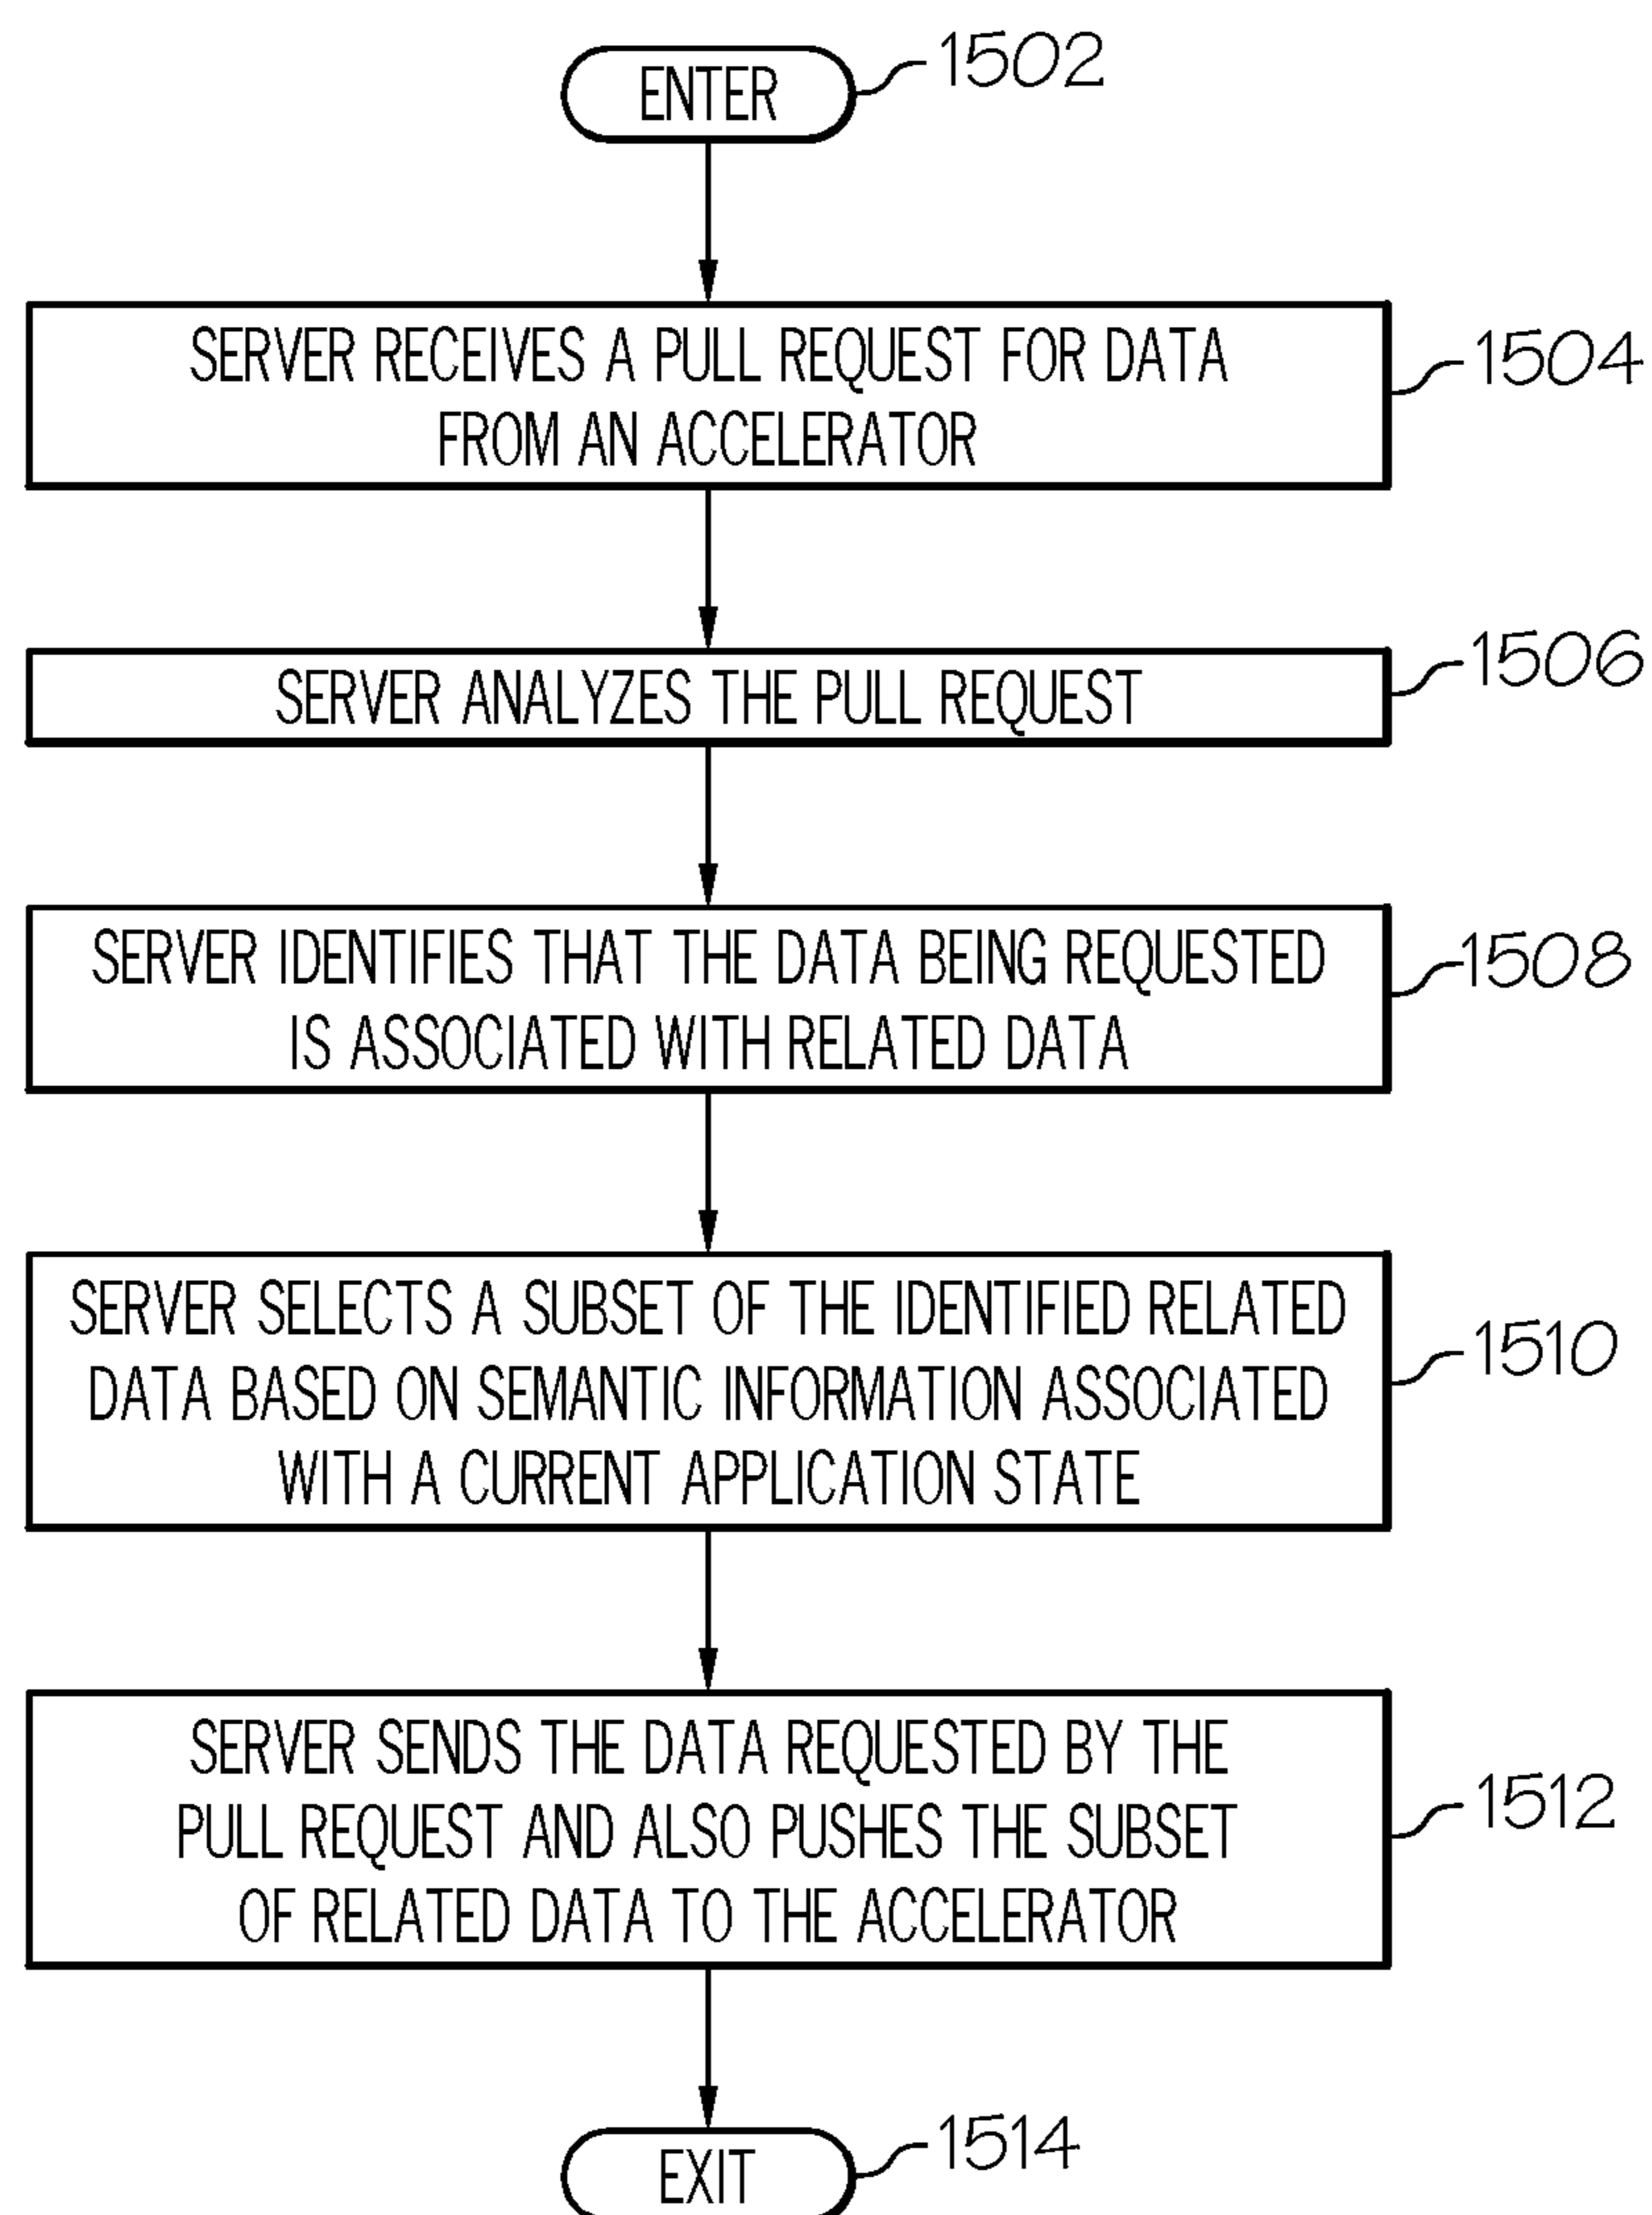 ENTER
1502
SERVER RECEIVES A PULL REQUEST FOR DATA
FROM AN ACCELERATOR
1504
SERVER ANALYZES THE PULL REQUEST
1506
SERVER IDENTIFIES THAT THE DATA BEING REQUESTED
IS ASSOCIATED WITH RELATED DATA
1508
SERVER SELECTS A SUBSET OF THE IDENTIFIED RELATED
DATA BASED ON SEMANTIC INFORMATION ASSOCIATED
WITH A CURRENT APPLICATION STATE
1510
SERVER SENDS THE DATA REQUESTED BY THE
PULL REQUEST AND ALSO PUSHES THE SUBSET
OF RELATED DATA TO THE ACCELERATOR
1512
EXIT
1514